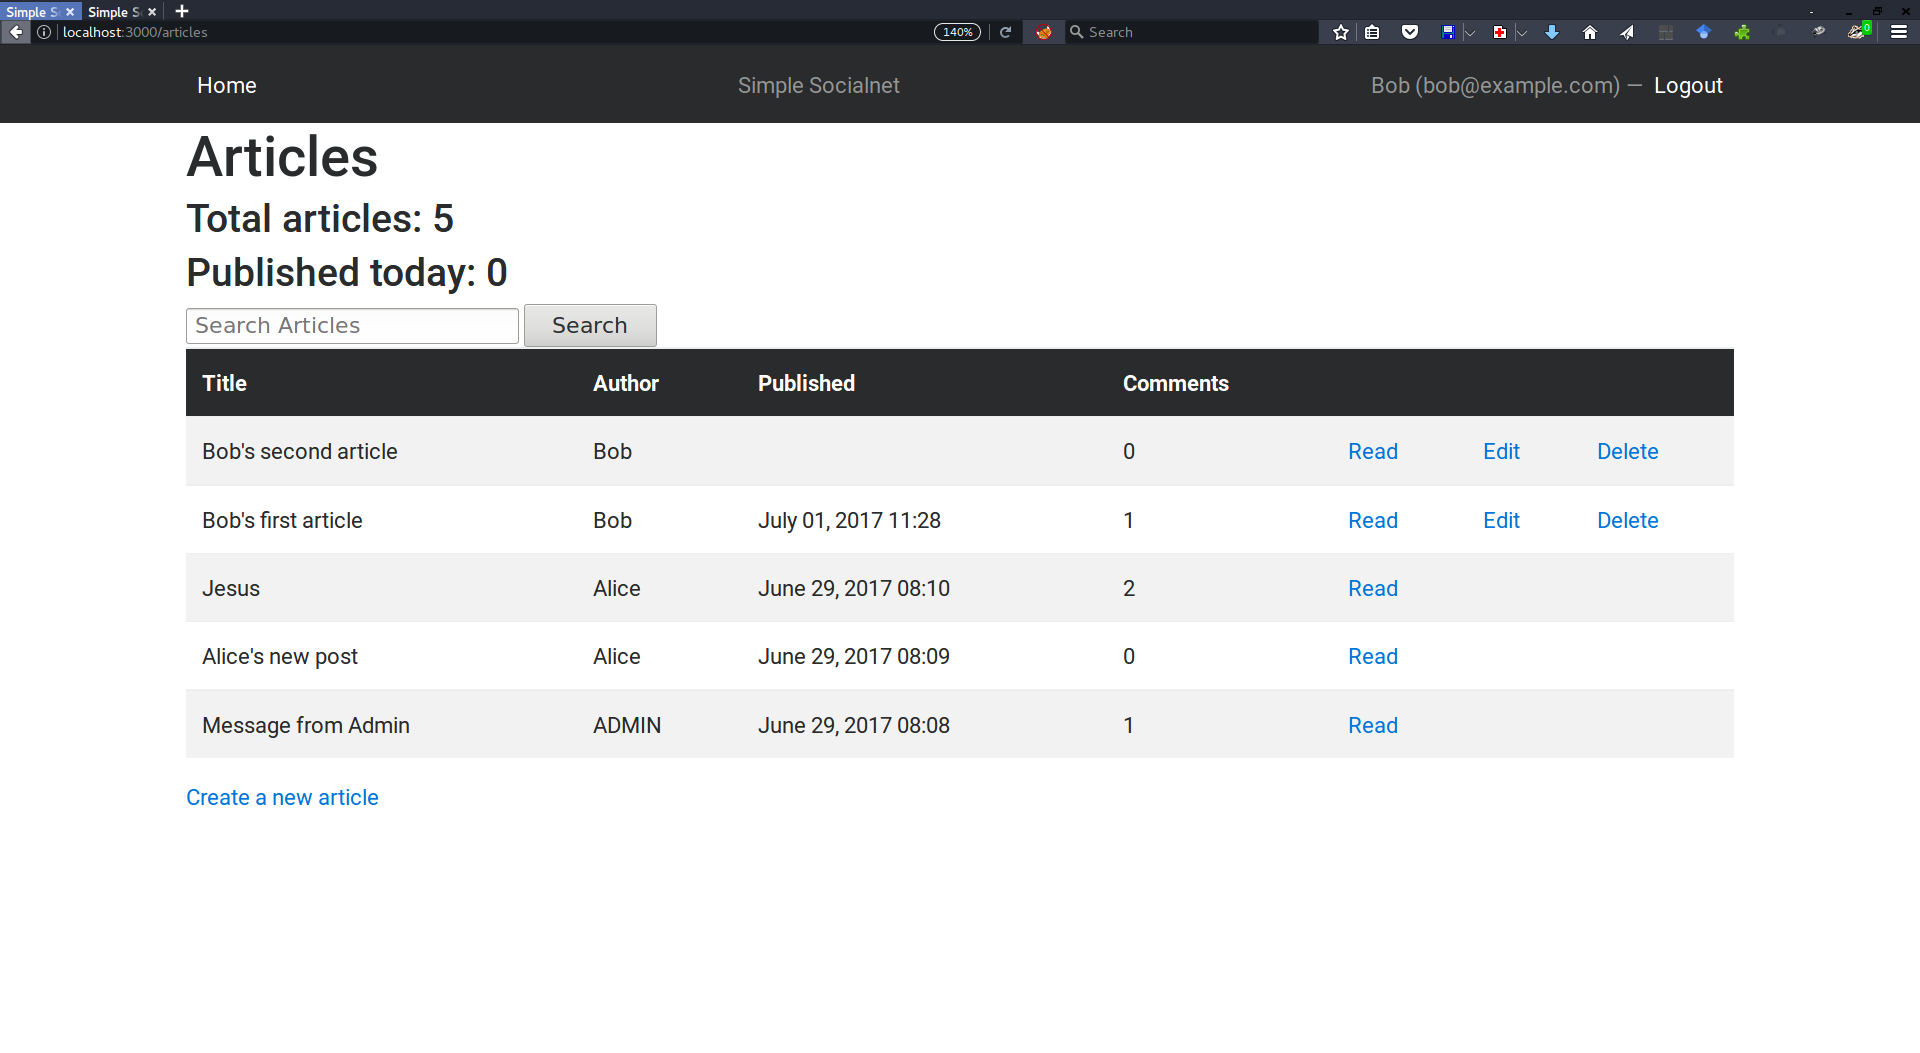 Simple S
Simple S
localhost:3000/articles
140%
Search
0
Home
Simple Socialnet
Bob (bob@example.com) — Logout
Articles
Total articles: 5
Published today: 0
Search Articles
Search
Title Author Published Comments
Bob's second article Bob 0 Read Edit Delete
Bob's first article Bob July 01, 2017 11:28 1 Read Edit Delete
Jesus Alice June 29, 2017 08:10 2 Read
Alice's new post Alice June 29, 2017 08:09 0 Read
Message from Admin ADMIN June 29, 2017 08:08 1 Read
Create a new article